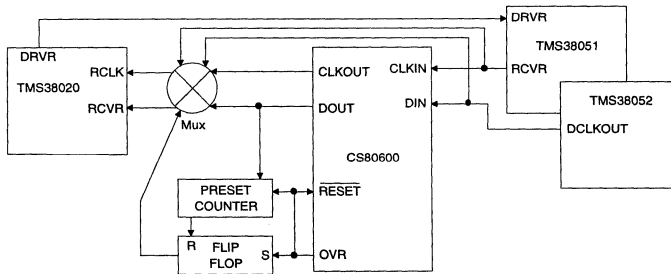 DRVR
TMS38020
RCLK
RCVR
Mux
CLKOUT
DOUT
CLKIN
DIN
CS80600
RESET
OVR
PRESET
COUNTER
R
FLIP
FLOP
S
DRVR
TMS38051
RCVR
TMS38052
DCLKOUT